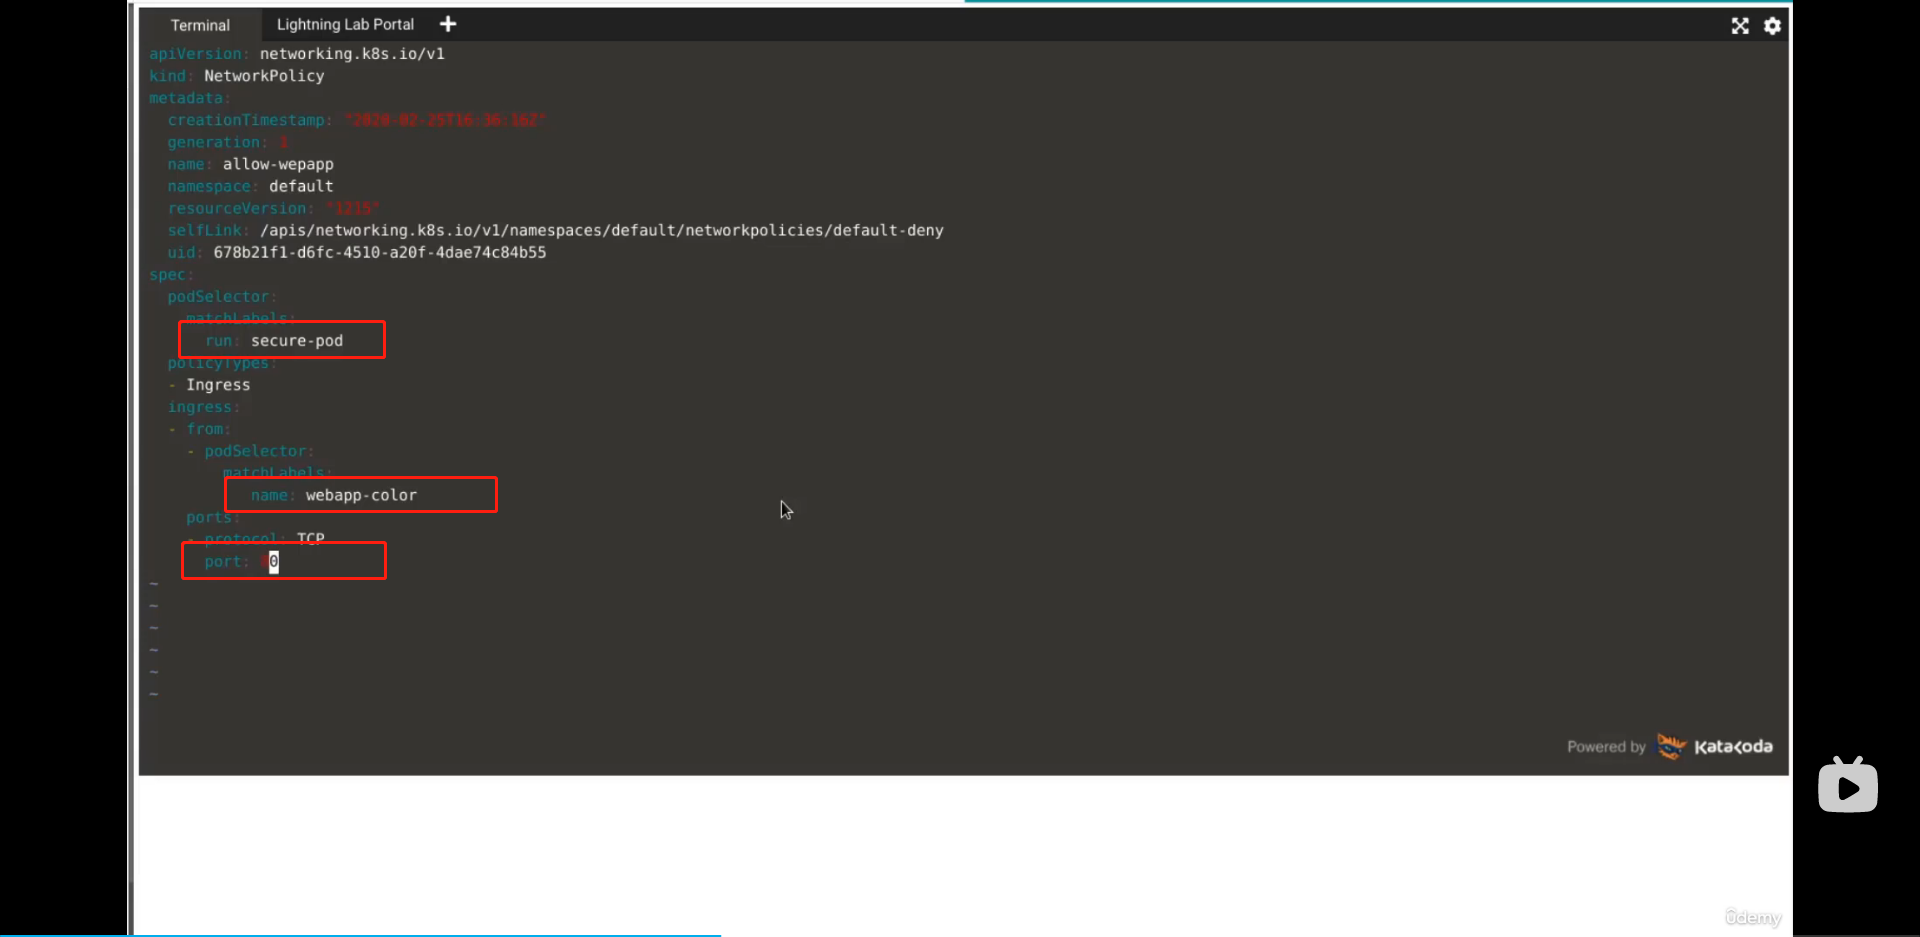 Terminal
Lightning Lab Portal
apiVersion: networking.k8s.io/v1
kind: NetworkPolicy
metadata:
creationTimestamp: "2020-02-25T16:36:16Z"
generation: 1
name: allow-wepapp
namespace: default
resourceVersion: "1215"
selfLink: /apis/networking.k8s.io/v1/namespaces/default/networkpolicies/default-deny
uid: 678b21f1-d6fc-4510-a20f-4dae74c84b55
spec:
podSelector:
matchLabels:
run: secure-pod
policyTypes:
- Ingress
ingress:
- from:
- podSelector:
matchLabels:
name: webapp-color
ports:
- protocol: TCP
port:
~
~
~
~
~
~
Powered by Katacoda
ûdemy